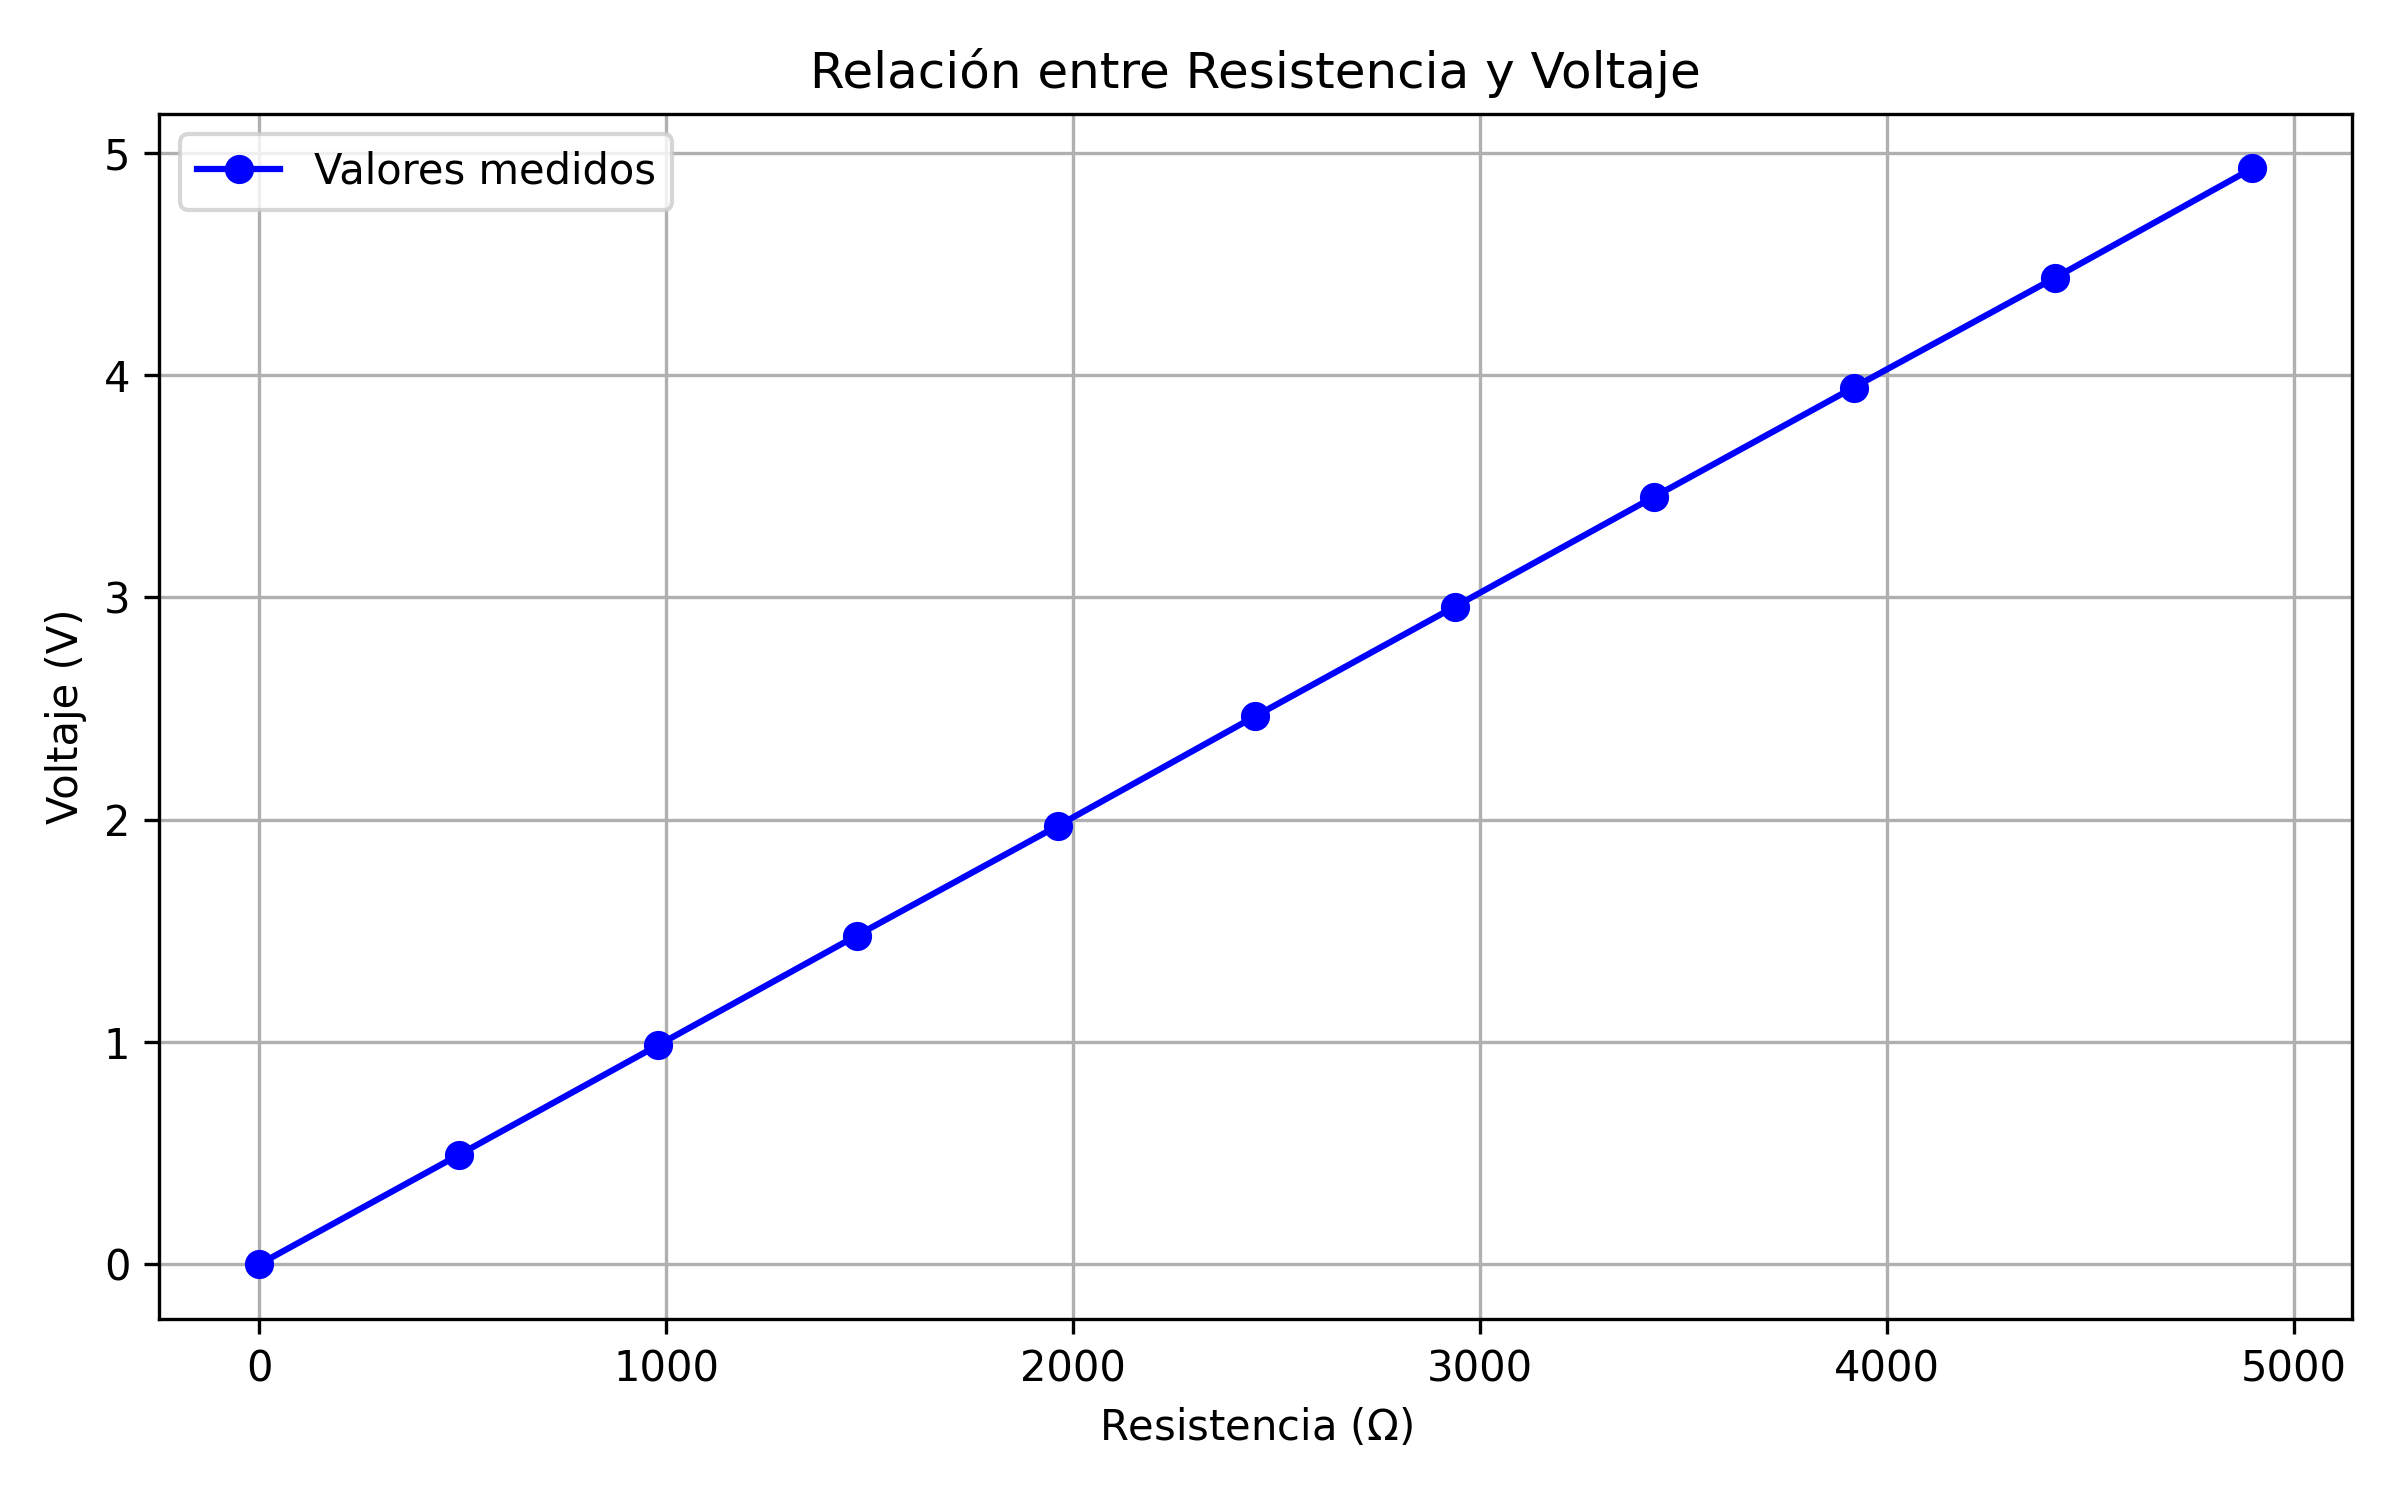 Relación entre Resistencia y Voltaje
Valores medidos
5
4
3
2
1
0
Voltaje (V)
0 1000 2000 3000 4000 5000
Resistencia (Ω)